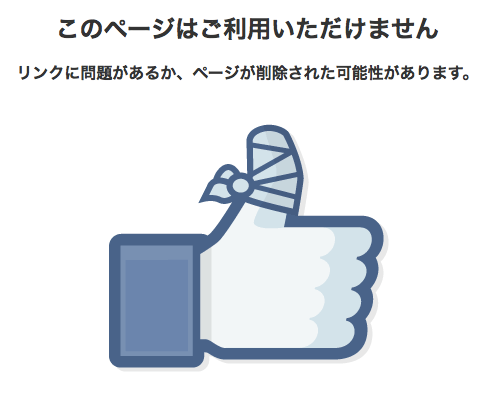 このページはご利用いただけません
リンクに問題があるか、ページが削除された可能性があります。